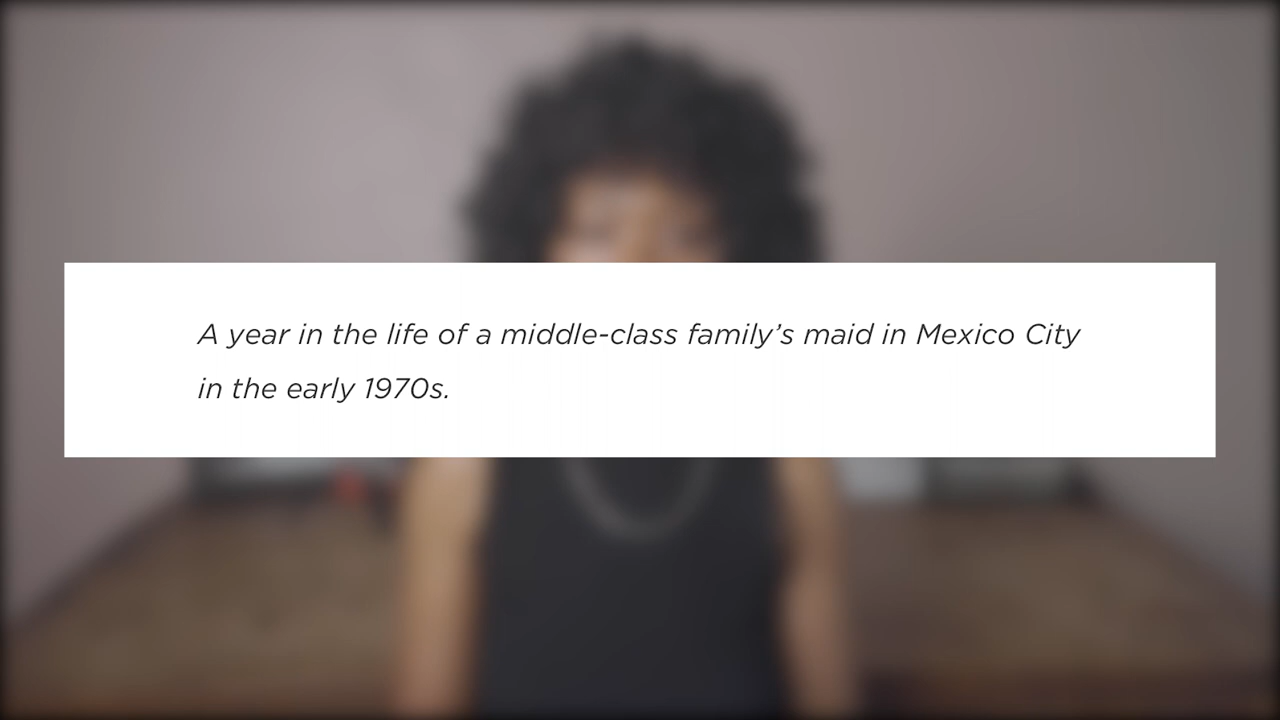 A year in the life of a middle-class family’s maid in Mexico City
in the early 1970s.